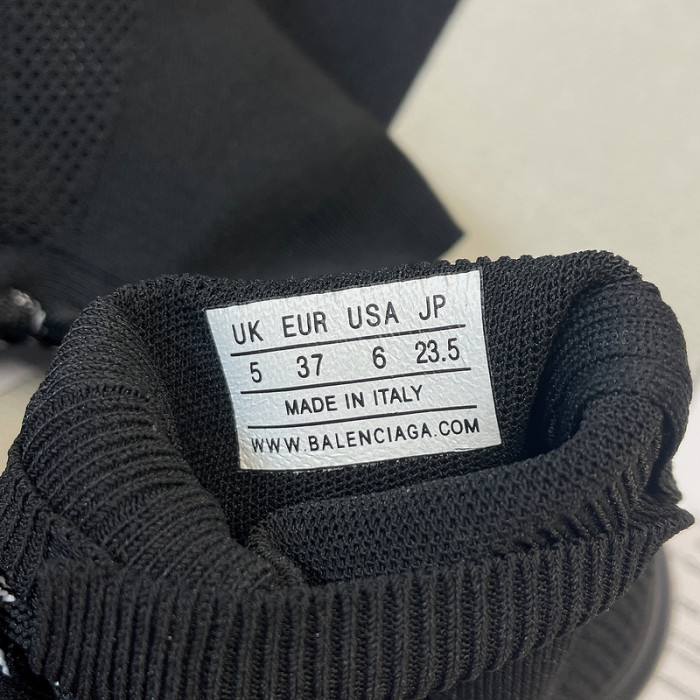 UK EUR USA JP
5 37 6 23.5
MADE IN ITALY
WWW.BALENCIAGA.COM